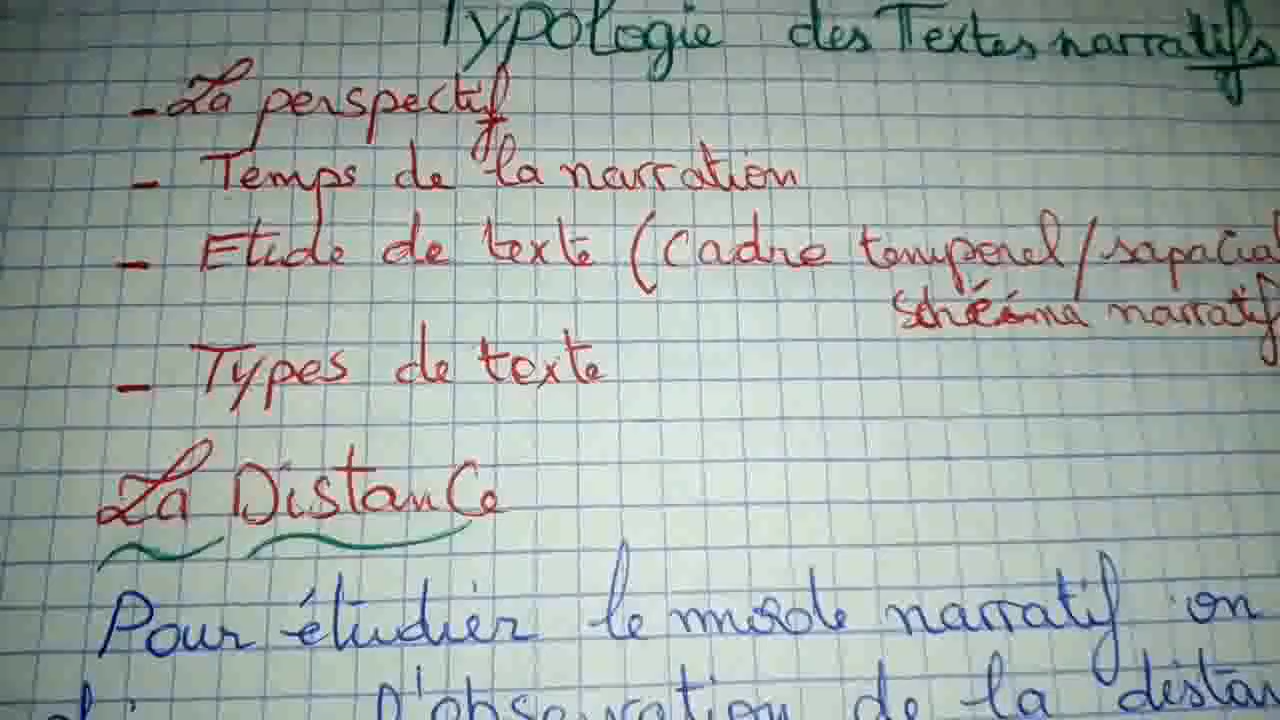 Typologie des Textes narratifs
- La perspectif
- Temps de la narration
- Etude de texte (cadre temporel/sapacial
schéma narratif
- Types de texte
La Distance
Pour étudier le mode narratif on
l'observation de la distan